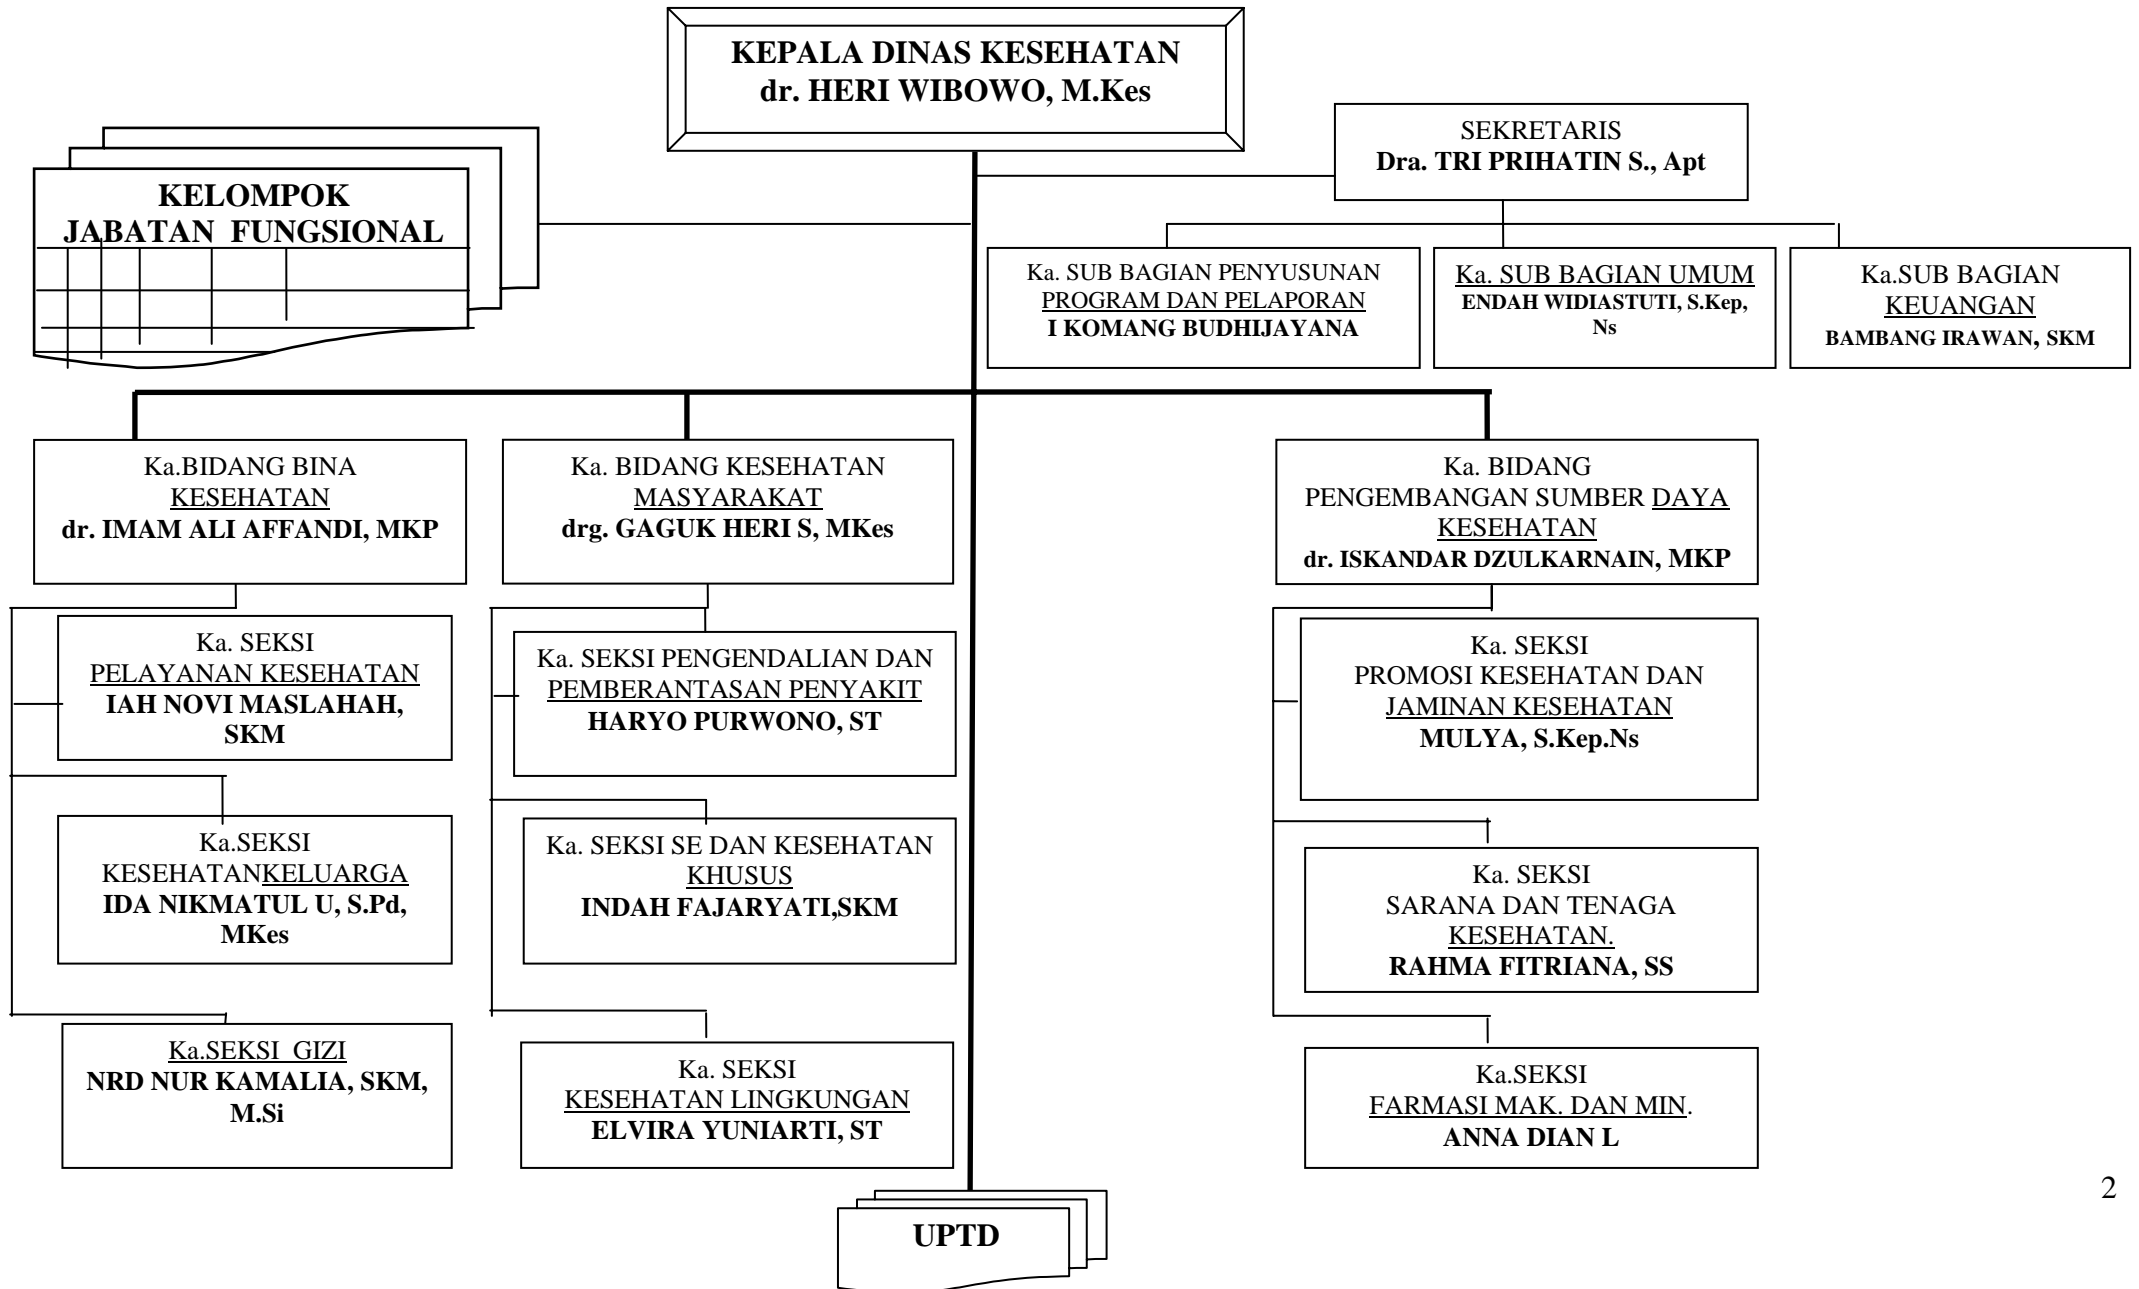 KEPALA DINAS KESEHATAN
dr. HERI WIBOWO, M.Kes
SEKRETARIS
Dra. TRI PRIHATIN S., Apt
KELOMPOK
JABATAN FUNGSIONAL
Ka. SUB BAGIAN PENYUSUNAN
PROGRAM DAN PELAPORAN
I KOMANG BUDHIJAYANA
Ka. SUB BAGIAN UMUM
ENDAH WIDIASTUTI, S.Kep,
Ns
Ka.SUB BAGIAN
KEUANGAN
BAMBANG IRAWAN, SKM
Ka.BIDANG BINA
KESEHATAN
dr. IMAM ALI AFFANDI, MKP
Ka. BIDANG KESEHATAN
MASYARAKAT
drg. GAGUK HERI S, MKes
Ka. BIDANG
PENGEMBANGAN SUMBER DAYA
KESEHATAN
dr. ISKANDAR DZULKARNAIN, MKP
Ka. SEKSI
PELAYANAN KESEHATAN
IAH NOVI MASLAHAH,
SKM
Ka. SEKSI PENGENDALIAN DAN
PEMBERANTASAN PENYAKIT
HARYO PURWONO, ST
Ka. SEKSI
PROMOSI KESEHATAN DAN
JAMINAN KESEHATAN
MULYA, S.Kep.Ns
Ka.SEKSI
KESEHATANKELUARGA
IDA NIKMATUL U, S.Pd,
MKes
Ka. SEKSI SE DAN KESEHATAN
KHUSUS
INDAH FAJARYATI,SKM
Ka. SEKSI
SARANA DAN TENAGA
KESEHATAN.
RAHMA FITRIANA, SS
Ka.SEKSI GIZI
NRD NUR KAMALIA, SKM,
M.Si
Ka. SEKSI
KESEHATAN LINGKUNGAN
ELVIRA YUNIARTI, ST
Ka.SEKSI
FARMASI MAK. DAN MIN.
ANNA DIAN L
UPTD
2